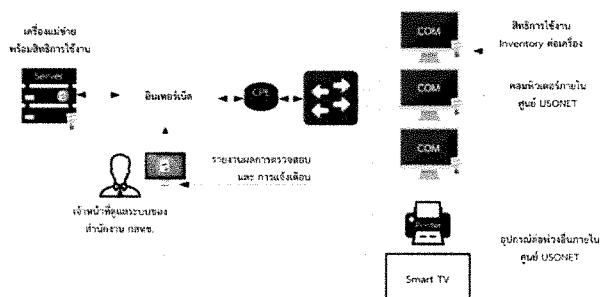 เครื่องแม่ข่าย
พร้อมสิทธิการใช้งาน
Server
อินเทอร์เน็ต
CPE
COM
COM
COM
สิทธิการใช้งาน
Inventory ต่อเครื่อง
คอมพิวเตอร์ภายใน
ศูนย์ USONET
รายงานผลการตรวจสอบ
และ การแจ้งเตือน
เจ้าหน้าที่ดูแลระบบของ
สำนักงาน กสทช.
Printer
อุปกรณ์ต่อพ่วงอื่นภายใน
ศูนย์ USONET
Smart TV